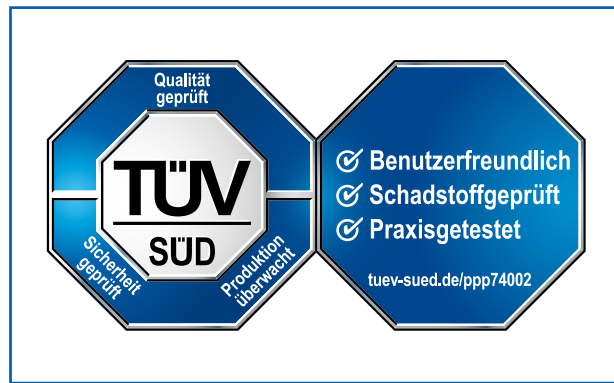 Qualität
geprüft
TÜV
SÜD
Sicherheit
geprüft
Produktion
überwacht
Benutzerfreundlich
Schadstoffgeprüft
Praxisgetestet
tuev-sued.de/ppp74002